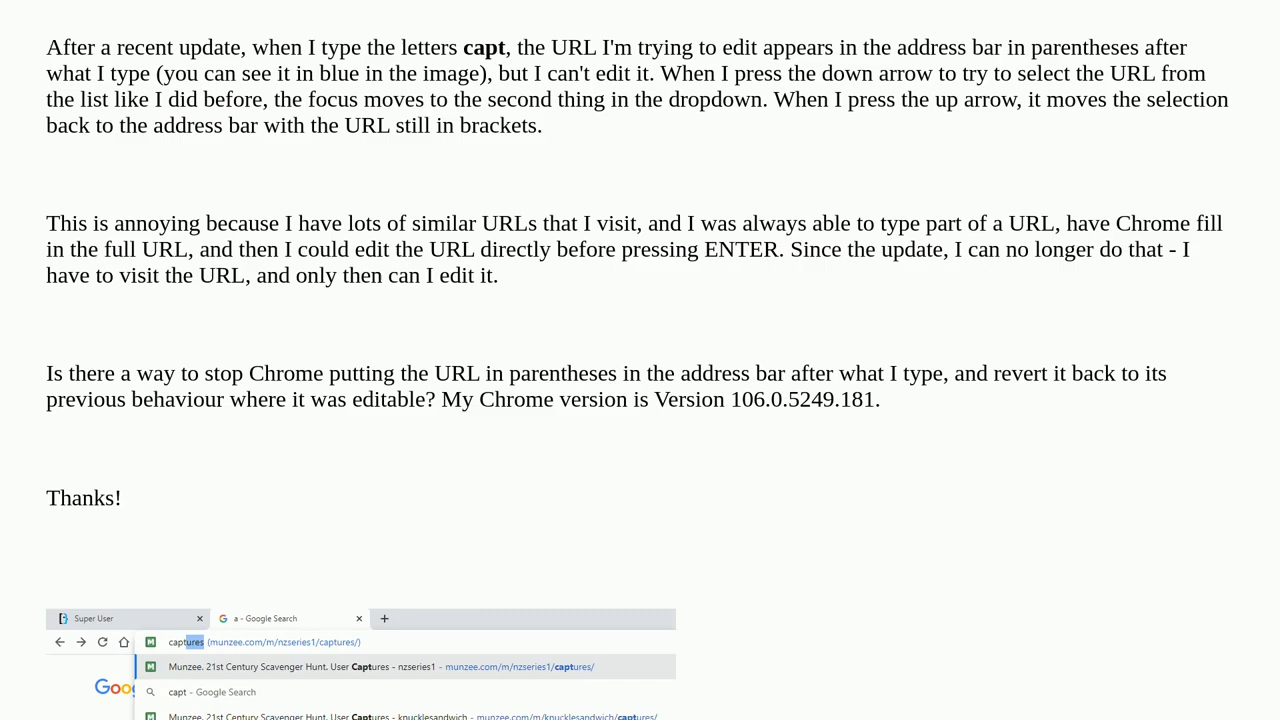 After a recent update, when I type the letters capt, the URL I'm trying to edit appears in the address bar in parentheses after
what I type (you can see it in blue in the image), but I can't edit it. When I press the down arrow to try to select the URL from
the list like I did before, the focus moves to the second thing in the dropdown. When I press the up arrow, it moves the selection
back to the address bar with the URL still in brackets.
This is annoying because I have lots of similar URLs that I visit, and I was always able to type part of a URL, have Chrome fill
in the full URL, and then I could edit the URL directly before pressing ENTER. Since the update, I can no longer do that - I
have to visit the URL, and only then can I edit it.
Is there a way to stop Chrome putting the URL in parentheses in the address bar after what I type, and revert it back to its
previous behaviour where it was editable? My Chrome version is Version 106.0.5249.181.
Thanks!
Super User a - Google Search
captures (munzee.com/m/nzseries1/captures/)
Munzee. 21st Century Scavenger Hunt. User Captures - nzseries1 - munzee.com/m/nzseries1/captures/
Goog capt - Google Search
Munzee. 21st Century Scavenger Hunt. User Captures - knucklesandwich - munzee.com/m/knucklesandwich/captures/